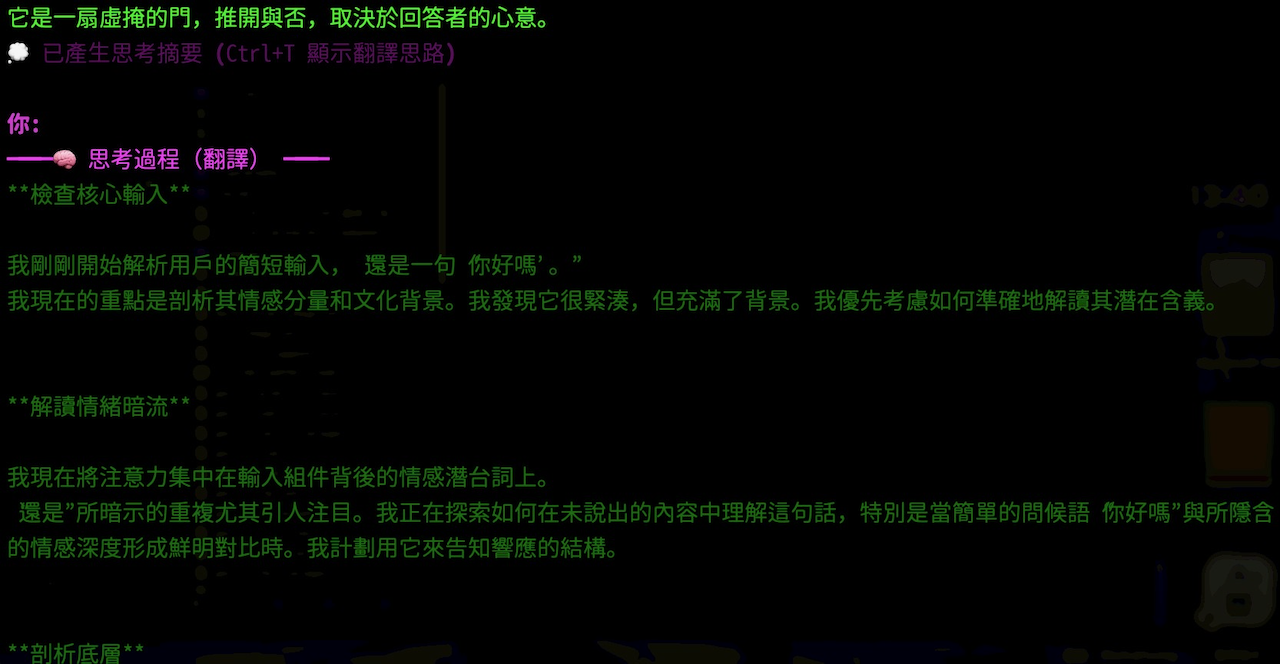 它是一扇虛掩的門，推開與否，取決於回答者的心意。
已產生思考摘要 (Ctrl+T 顯示翻譯思路)
你:
思考過程（翻譯）
**檢查核心輸入**
我剛剛開始解析用戶的簡短輸入， 還是一句 你好嗎’。”
我現在的重點是剖析其情感分量和文化背景。我發現它很緊湊，但充滿了背景。我優先考慮如何準確地解讀其潛在含義。
**解讀情緒暗流**
我現在將注意力集中在輸入組件背後的情感潛台詞上。
還是”所暗示的重複尤其引人注目。我正在探索如何在未說出的內容中理解這句話，特別是當簡單的問候語 你好嗎”與所隱含
的情感深度形成鮮明對比時。我計劃用它來告知響應的結構。
**剖析底層**